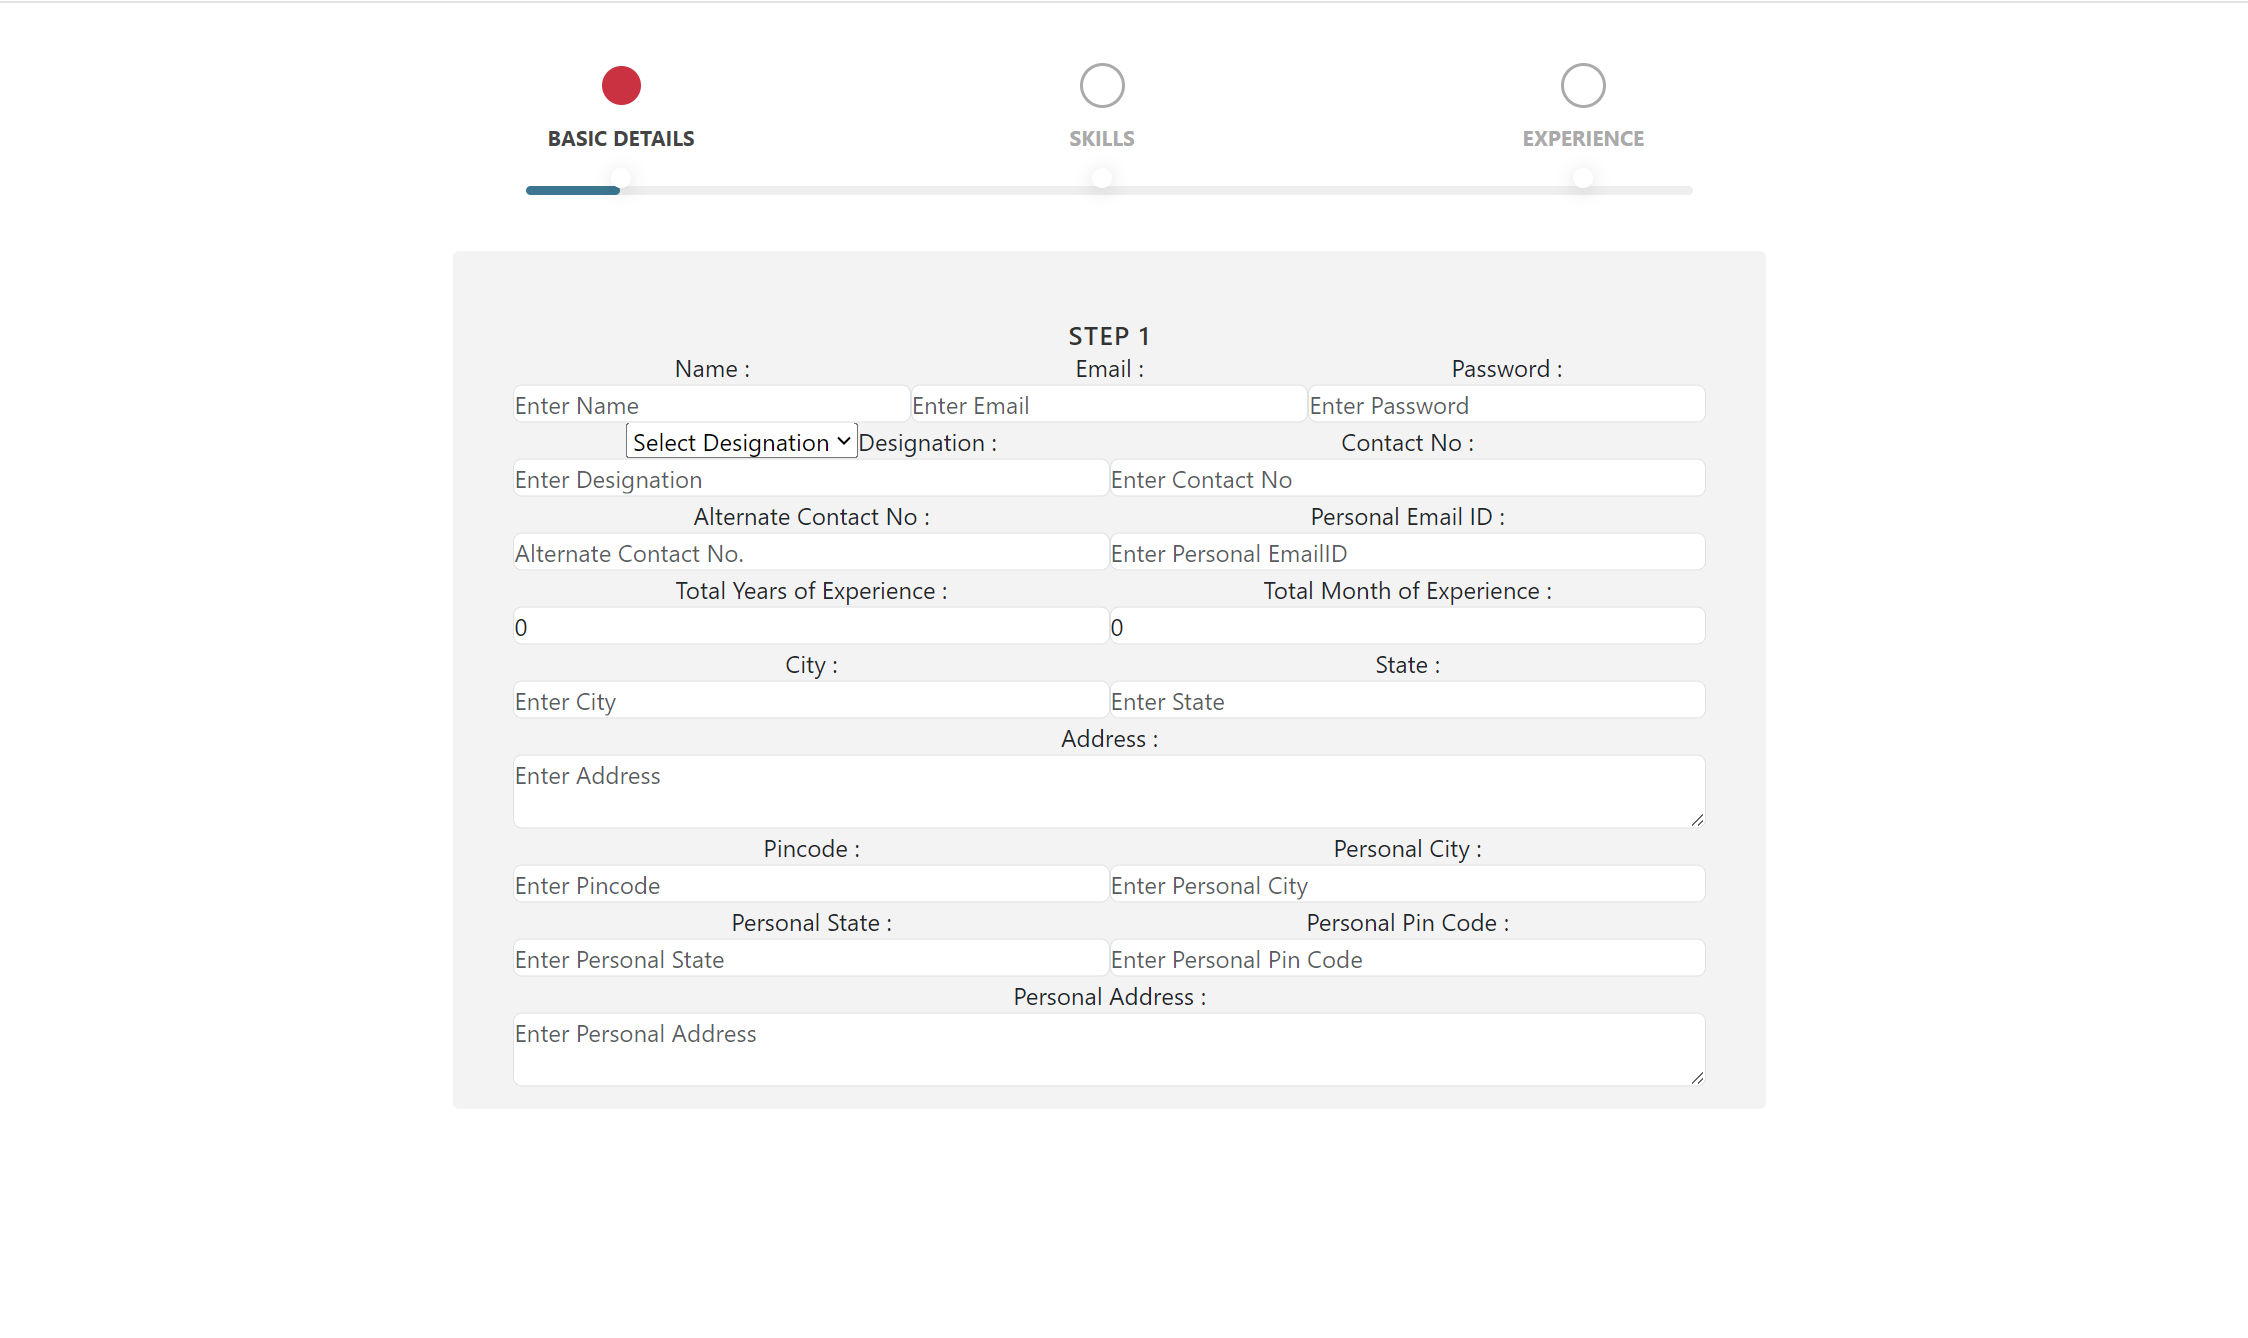 BASIC DETAILS SKILLS EXPERIENCE
STEP 1
Name : Email : Password :
Enter Name Enter Email Enter Password
Select Designation Designation : Contact No :
Enter Designation Enter Contact No
Alternate Contact No : Personal Email ID :
Alternate Contact No. Enter Personal EmailID
Total Years of Experience : Total Month of Experience :
0 0
City : State :
Enter City Enter State
Address :
Enter Address
Pincode : Personal City :
Enter Pincode Enter Personal City
Personal State : Personal Pin Code :
Enter Personal State Enter Personal Pin Code
Personal Address :
Enter Personal Address